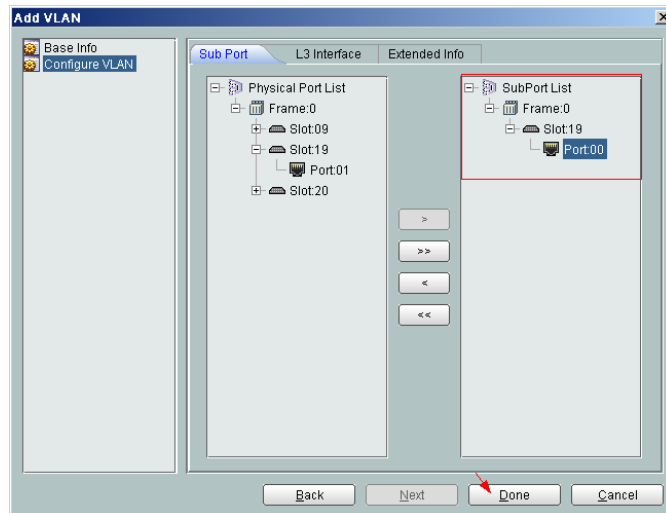 Add VLAN
Base Info
Configure VLAN
Sub Port
L3 Interface
Extended Info
Physical Port List
Frame:0
Slot:09
Slot:19
Port:01
Slot:20
>
>>
<
<<
SubPort List
Frame:0
Slot:19
Port:00
Back
Next
Done
Cancel